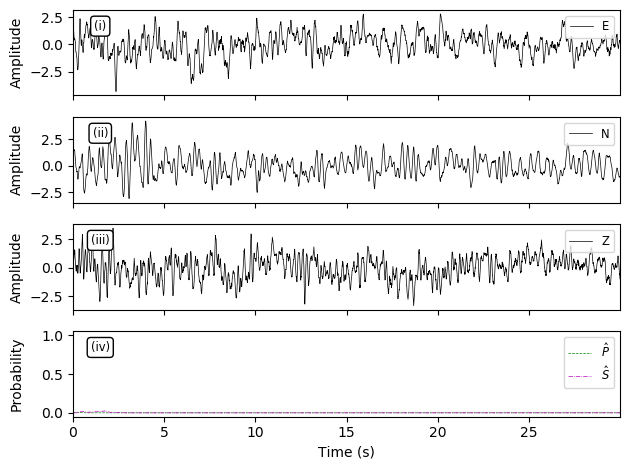 2.5
0.0
−2.5
Amplitude
(i)
E
2.5
0.0
−2.5
Amplitude
(ii)
N
2.5
0.0
−2.5
Amplitude
(iii)
Z
1.0
0.5
0.0
Probability
(iv)
P̂
Ŝ
0 5 10 15 20 25
Time (s)